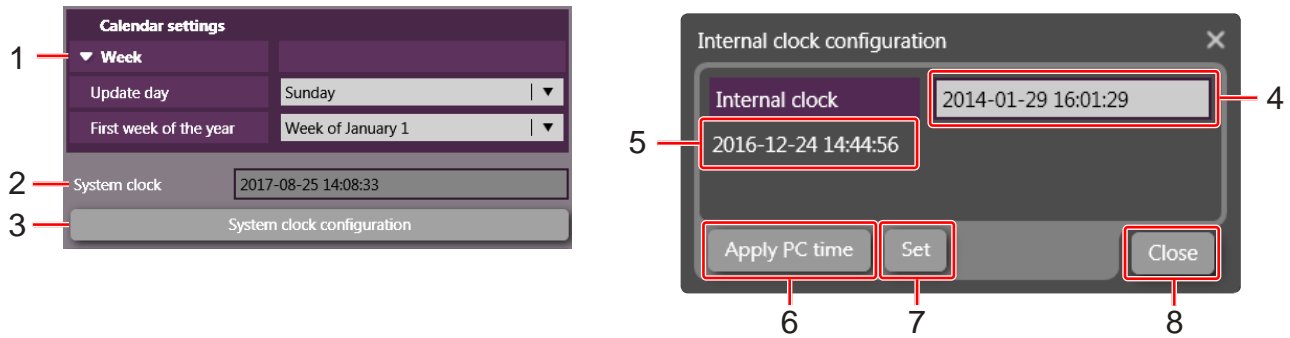 Calendar settings
1 ▼ Week
Update day Sunday ▼
First week of the year Week of January 1 ▼
2 System clock 2017-08-25 14:08:33
3 System clock configuration
Internal clock configuration ×
Internal clock 2014-01-29 16:01:29 4
5 2016-12-24 14:44:56
Apply PC time Set Close
6 7 8